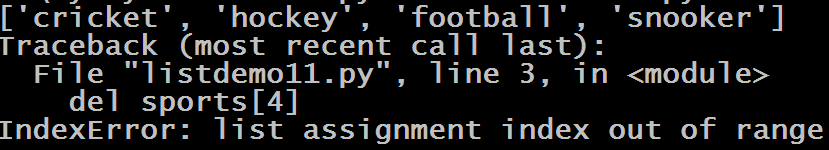 ['cricket', 'hockey', 'football', 'snooker']
Traceback (most recent call last):
  File "listdemo11.py", line 3, in <module>
    del sports[4]
IndexError: list assignment index out of range